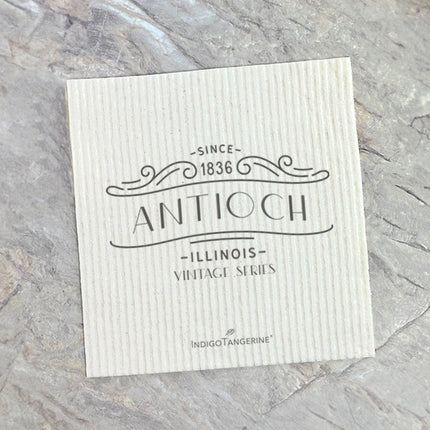 -SINCE-
1836
ANTIOCH
-ILLINOIS-
VINTAGE SERIES
INDIGOTANGERINE®